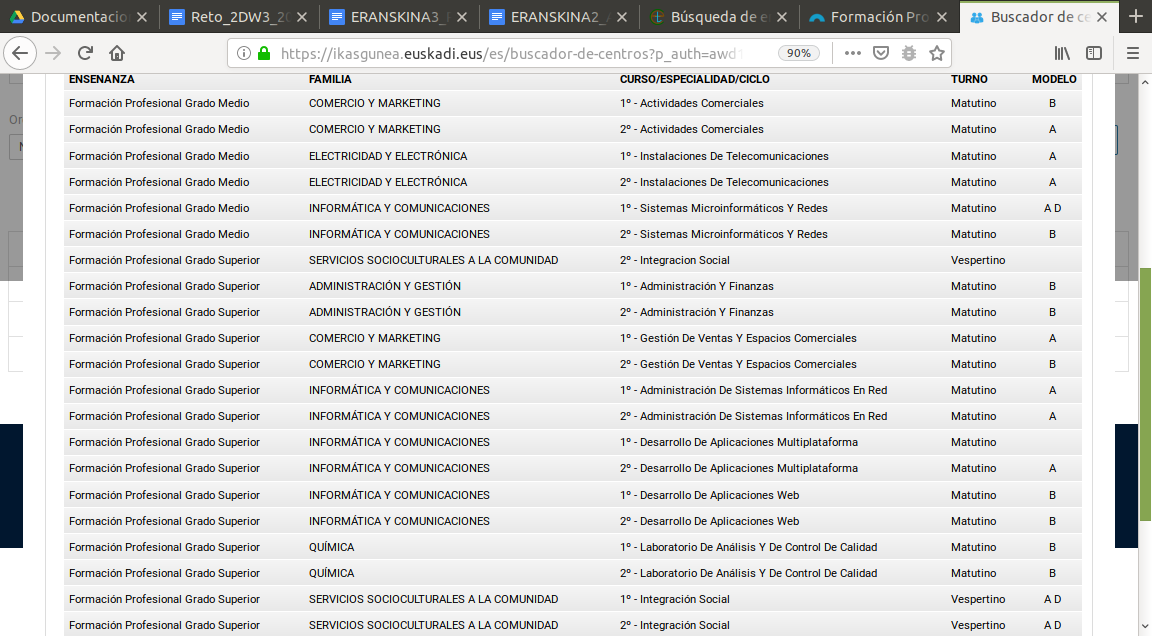 Documentacio
Reto_2DW3_20
ERANSKINA3_
ERANSKINA2_
Búsqueda de e
Formación Pro
Buscador de ce
https://ikasgunea.euskadi.eus/es/buscador-de-centros?p_auth=awd
90%
ENSEÑANZA FAMILIA CURSO/ESPECIALIDAD/CICLO TURNO MODELO
Formación Profesional Grado Medio COMERCIO Y MARKETING 1º - Actividades Comerciales Matutino B
Formación Profesional Grado Medio COMERCIO Y MARKETING 2º - Actividades Comerciales Matutino A
Formación Profesional Grado Medio ELECTRICIDAD Y ELECTRÓNICA 1º - Instalaciones De Telecomunicaciones Matutino A
Formación Profesional Grado Medio ELECTRICIDAD Y ELECTRÓNICA 2º - Instalaciones De Telecomunicaciones Matutino A
Formación Profesional Grado Medio INFORMÁTICA Y COMUNICACIONES 1º - Sistemas Microinformáticos Y Redes Matutino A D
Formación Profesional Grado Medio INFORMÁTICA Y COMUNICACIONES 2º - Sistemas Microinformáticos Y Redes Matutino B
Formación Profesional Grado Superior SERVICIOS SOCIOCULTURALES A LA COMUNIDAD 2º - Integracion Social Vespertino
Formación Profesional Grado Superior ADMINISTRACIÓN Y GESTIÓN 1º - Administración Y Finanzas Matutino B
Formación Profesional Grado Superior ADMINISTRACIÓN Y GESTIÓN 2º - Administración Y Finanzas Matutino B
Formación Profesional Grado Superior COMERCIO Y MARKETING 1º - Gestión De Ventas Y Espacios Comerciales Matutino A
Formación Profesional Grado Superior COMERCIO Y MARKETING 2º - Gestión De Ventas Y Espacios Comerciales Matutino B
Formación Profesional Grado Superior INFORMÁTICA Y COMUNICACIONES 1º - Administración De Sistemas Informáticos En Red Matutino A
Formación Profesional Grado Superior INFORMÁTICA Y COMUNICACIONES 2º - Administración De Sistemas Informáticos En Red Matutino A
Formación Profesional Grado Superior INFORMÁTICA Y COMUNICACIONES 1º - Desarrollo De Aplicaciones Multiplataforma Matutino
Formación Profesional Grado Superior INFORMÁTICA Y COMUNICACIONES 2º - Desarrollo De Aplicaciones Multiplataforma Matutino A
Formación Profesional Grado Superior INFORMÁTICA Y COMUNICACIONES 1º - Desarrollo De Aplicaciones Web Matutino B
Formación Profesional Grado Superior INFORMÁTICA Y COMUNICACIONES 2º - Desarrollo De Aplicaciones Web Matutino B
Formación Profesional Grado Superior QUÍMICA 1º - Laboratorio De Análisis Y De Control De Calidad Matutino B
Formación Profesional Grado Superior QUÍMICA 2º - Laboratorio De Análisis Y De Control De Calidad Matutino B
Formación Profesional Grado Superior SERVICIOS SOCIOCULTURALES A LA COMUNIDAD 1º - Integración Social Vespertino A D
Formación Profesional Grado Superior SERVICIOS SOCIOCULTURALES A LA COMUNIDAD 2º - Integración Social Vespertino A D